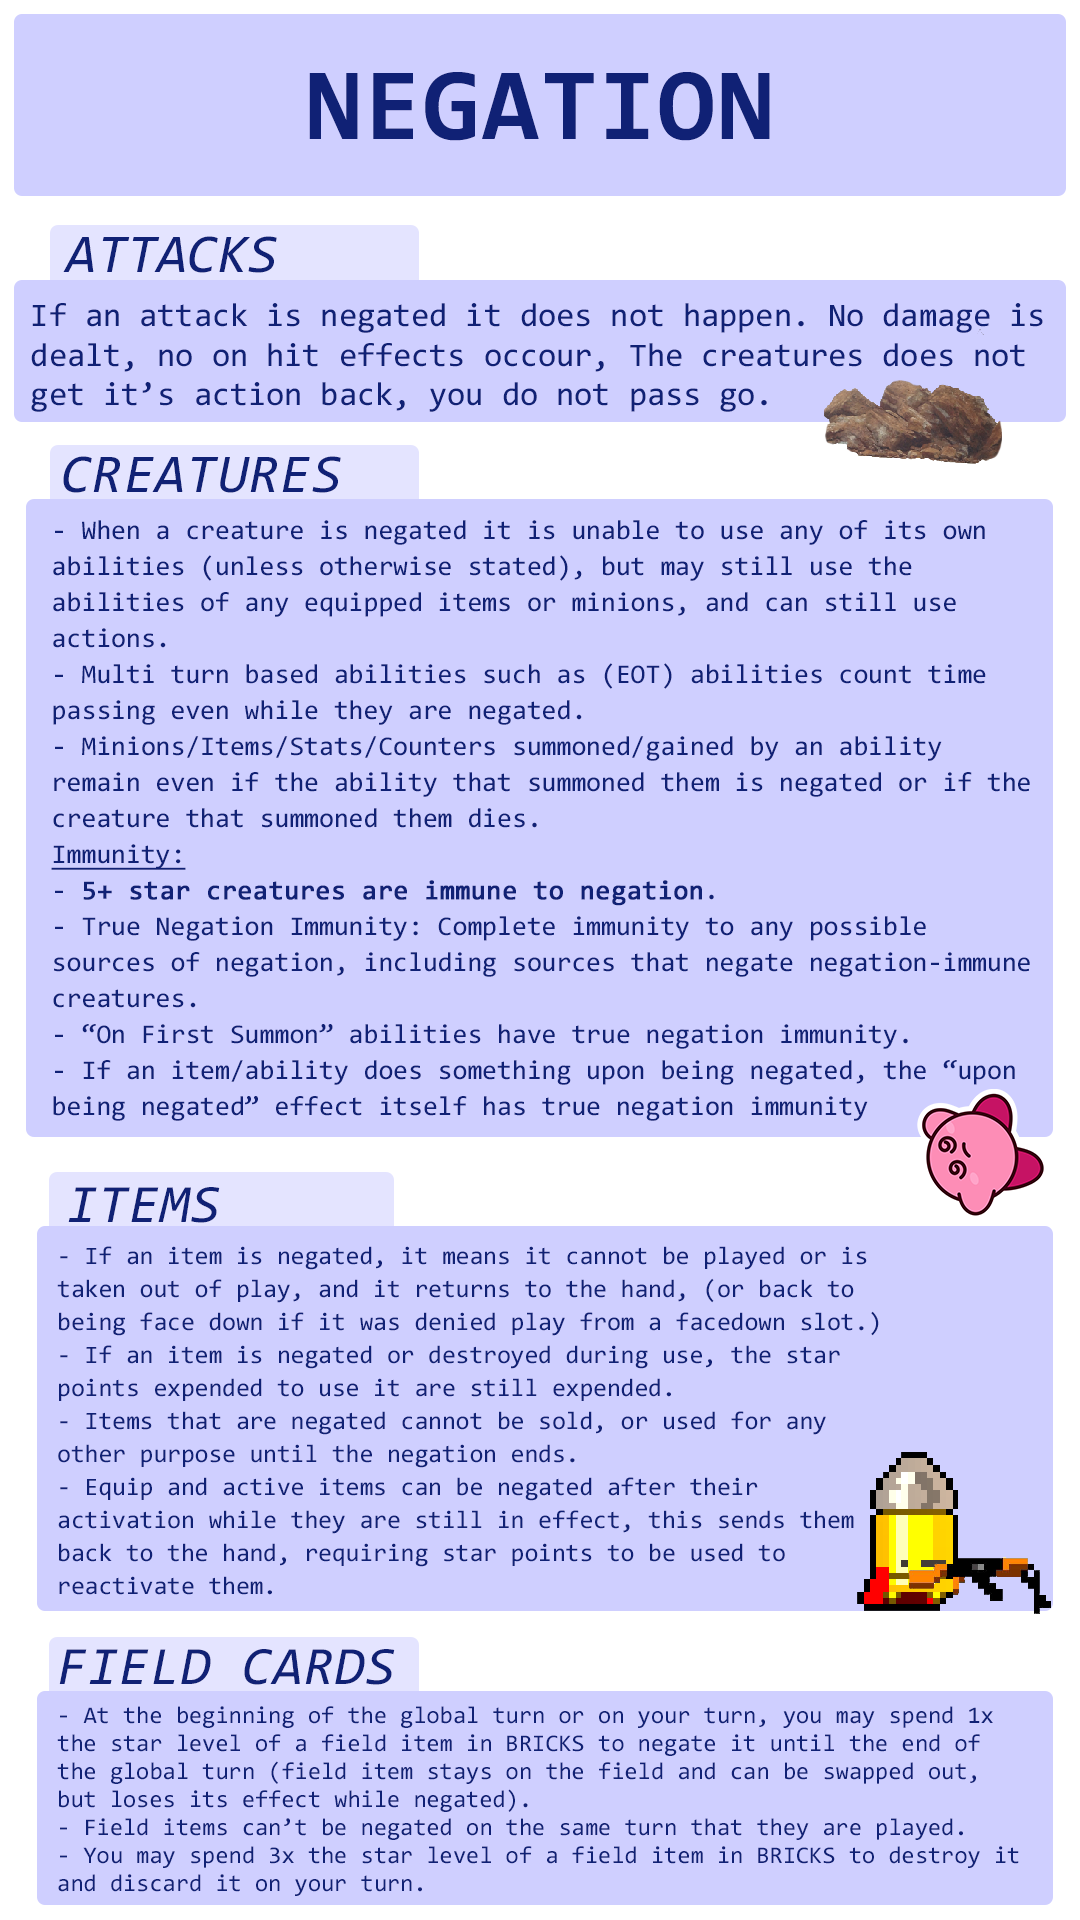 NEGATION
ATTACKS
If an attack is negated it does not happen. No damage is
dealt, no on hit effects occour, The creatures does not
get it’s action back, you do not pass go.
CREATURES
- When a creature is negated it is unable to use any of its own
abilities (unless otherwise stated), but may still use the
abilities of any equipped items or minions, and can still use
actions.
- Multi turn based abilities such as (EOT) abilities count time
passing even while they are negated.
- Minions/Items/Stats/Counters summoned/gained by an ability
remain even if the ability that summoned them is negated or if the
creature that summoned them dies.
Immunity:
- 5+ star creatures are immune to negation.
- True Negation Immunity: Complete immunity to any possible
sources of negation, including sources that negate negation-immune
creatures.
- “On First Summon” abilities have true negation immunity.
- If an item/ability does something upon being negated, the “upon
being negated” effect itself has true negation immunity
ITEMS
- If an item is negated, it means it cannot be played or is
taken out of play, and it returns to the hand, (or back to
being face down if it was denied play from a facedown slot.)
- If an item is negated or destroyed during use, the star
points expended to use it are still expended.
- Items that are negated cannot be sold, or used for any
other purpose until the negation ends.
- Equip and active items can be negated after their
activation while they are still in effect, this sends them
back to the hand, requiring star points to be used to
reactivate them.
FIELD CARDS
- At the beginning of the global turn or on your turn, you may spend 1x
the star level of a field item in BRICKS to negate it until the end of
the global turn (field item stays on the field and can be swapped out,
but loses its effect while negated).
- Field items can’t be negated on the same turn that they are played.
- You may spend 3x the star level of a field item in BRICKS to destroy it
and discard it on your turn.